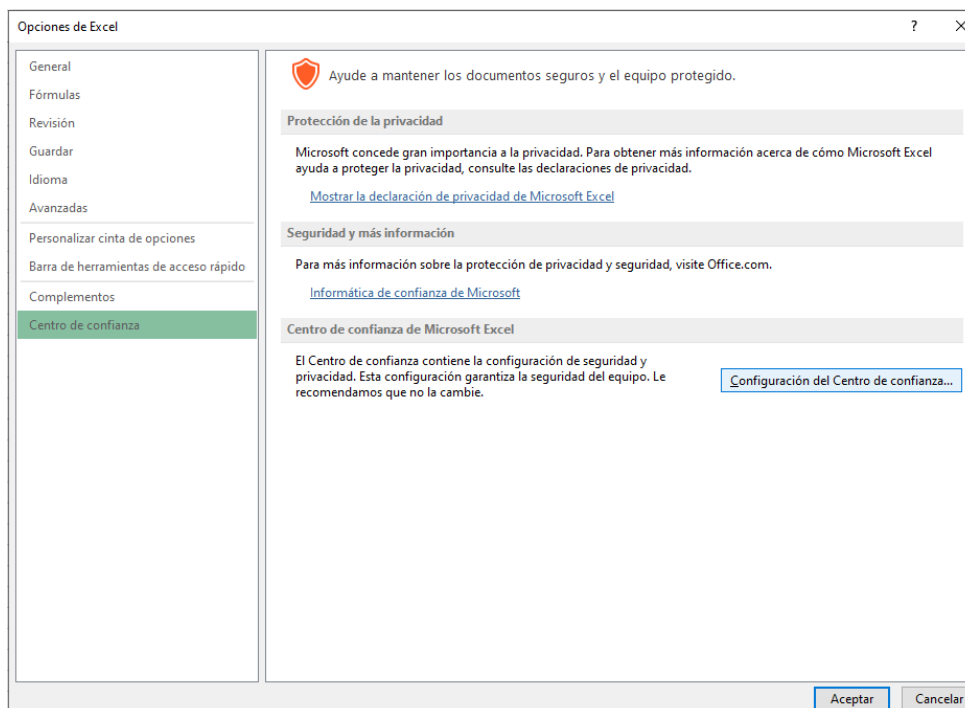 Opciones de Excel
?
General
Fórmulas
Revisión
Guardar
Idioma
Avanzadas
Personalizar cinta de opciones
Barra de herramientas de acceso rápido
Complementos
Centro de confianza
Ayude a mantener los documentos seguros y el equipo protegido.
Protección de la privacidad
Microsoft concede gran importancia a la privacidad. Para obtener más información acerca de cómo Microsoft Excel
ayuda a proteger la privacidad, consulte las declaraciones de privacidad.
Mostrar la declaración de privacidad de Microsoft Excel
Seguridad y más información
Para más información sobre la protección de privacidad y seguridad, visite Office.com.
Informática de confianza de Microsoft
Centro de confianza de Microsoft Excel
El Centro de confianza contiene la configuración de seguridad y
privacidad. Esta configuración garantiza la seguridad del equipo. Le
recomendamos que no la cambie.
Configuración del Centro de confianza...
Aceptar
Cancelar